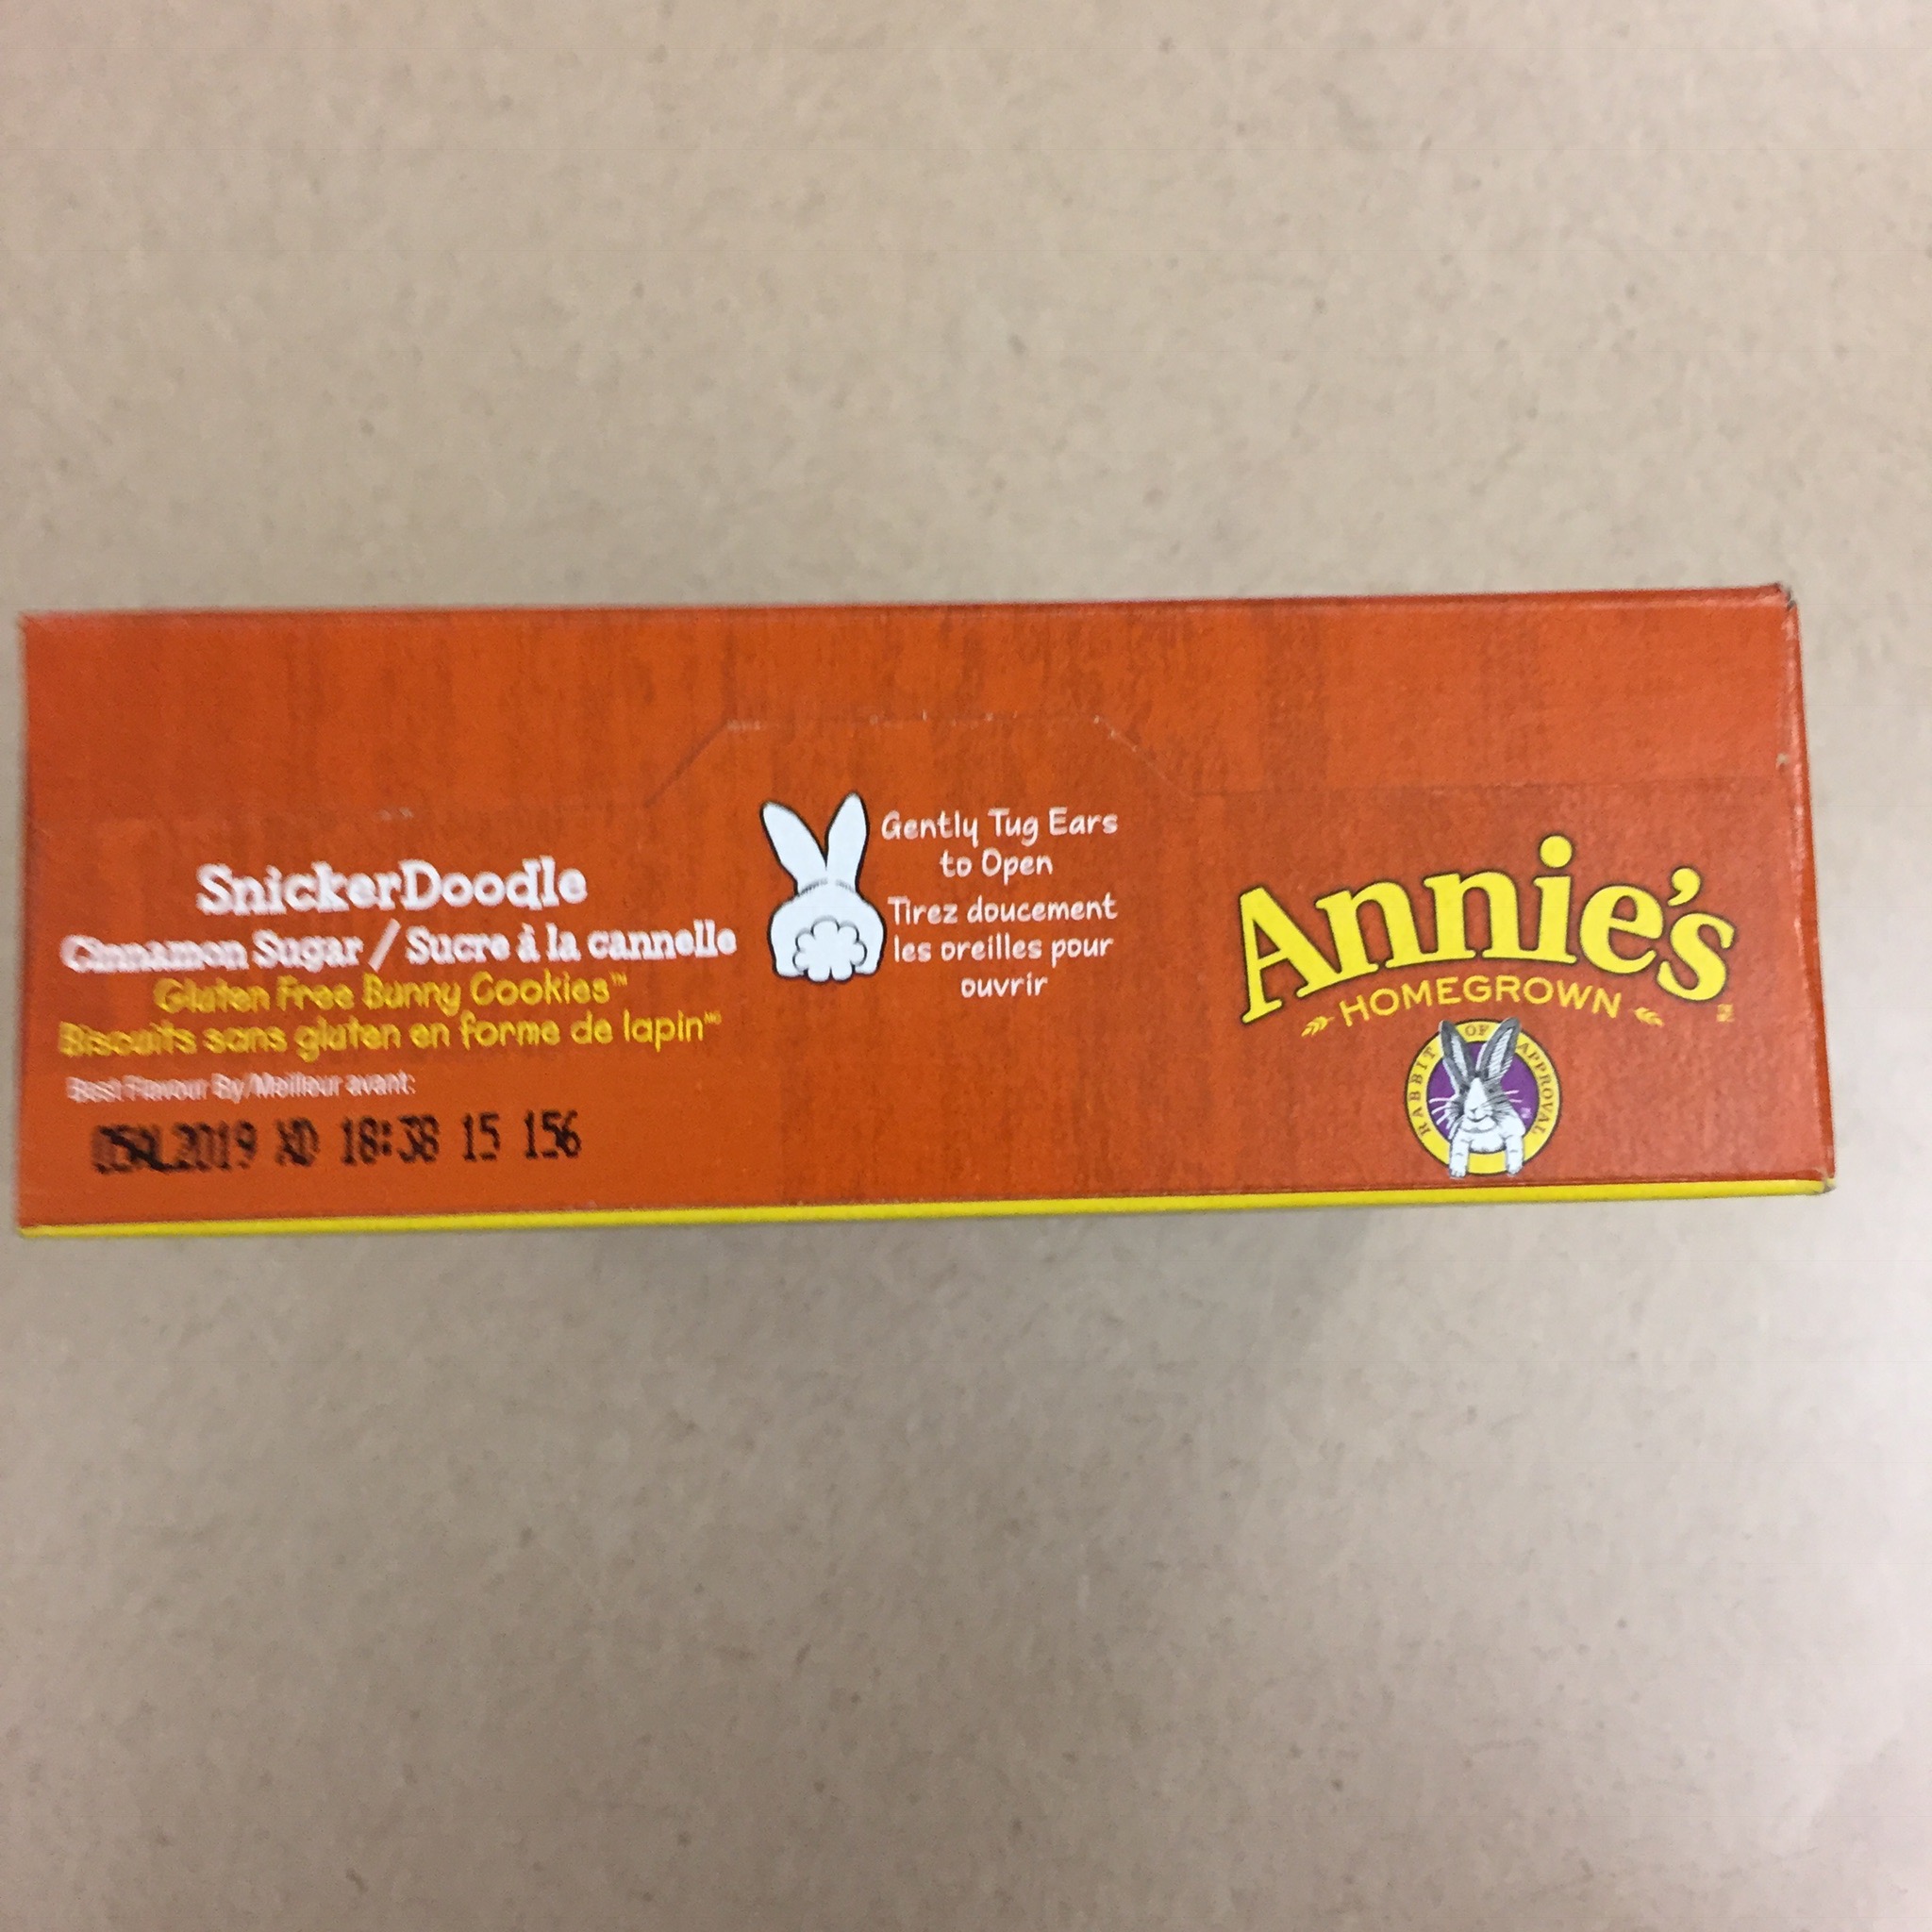 SnickerDoodle
Cinnamon Sugar / Sucre à la cannelle
Gluten Free Bunny Cookies™
Biscuits sans gluten en forme de lapin
Best Flavour By/Meilleur avant:
XD 18:38 15 156
Gently Tug Ears
to Open
Tirez doucement
les oreilles pour
ouvrir
Annie's
HOMEGROWN
RABBIT OF APPROVAL